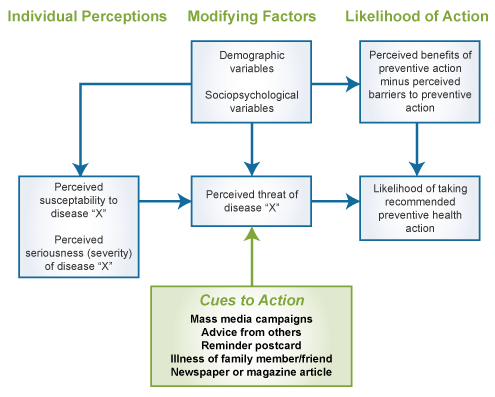 Individual Perceptions
Modifying Factors
Likelihood of Action
Demographic
variables
Sociopsychological
variables
Perceived benefits of
preventive action
minus perceived
barriers to preventive
action
Perceived
susceptability to
disease “X”
Perceived
seriousness (severity)
of disease “X”
Perceived threat of
disease “X”
Likelihood of taking
recommended
preventive health
action
Cues to Action
Mass media campaigns
Advice from others
Reminder postcard
Illness of family member/friend
Newspaper or magazine article